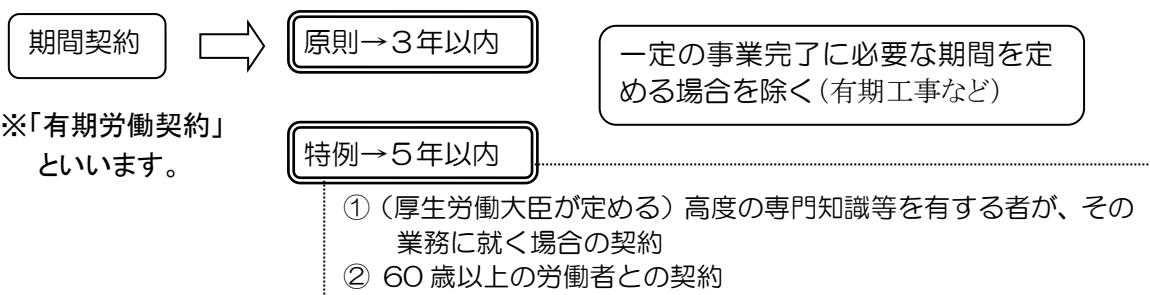 期間契約
原則→３年以内
一定の事業完了に必要な期間を定
める場合を除く（有期工事など）
※「有期労働契約」
といいます。
特例→５年以内
①（厚生労働大臣が定める）高度の専門知識等を有する者が、その
業務に就く場合の契約
② 60歳以上の労働者との契約